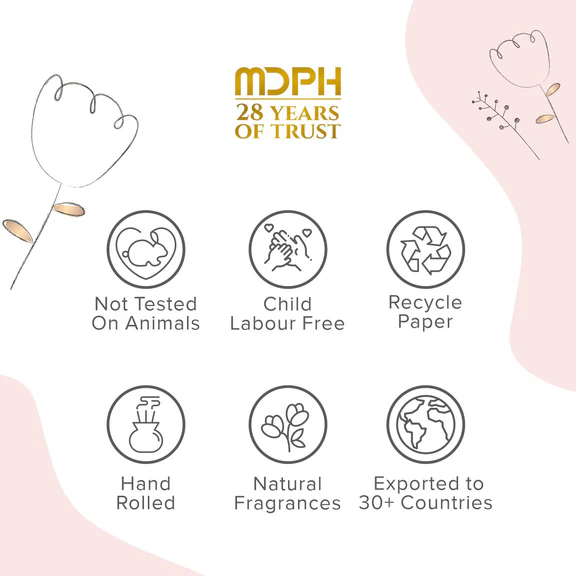 MDPH
28 YEARS
OF TRUST
Not Tested
On Animals
Child
Labour Free
Recycle
Paper
Hand
Rolled
Natural
Fragrances
Exported to
30+ Countries